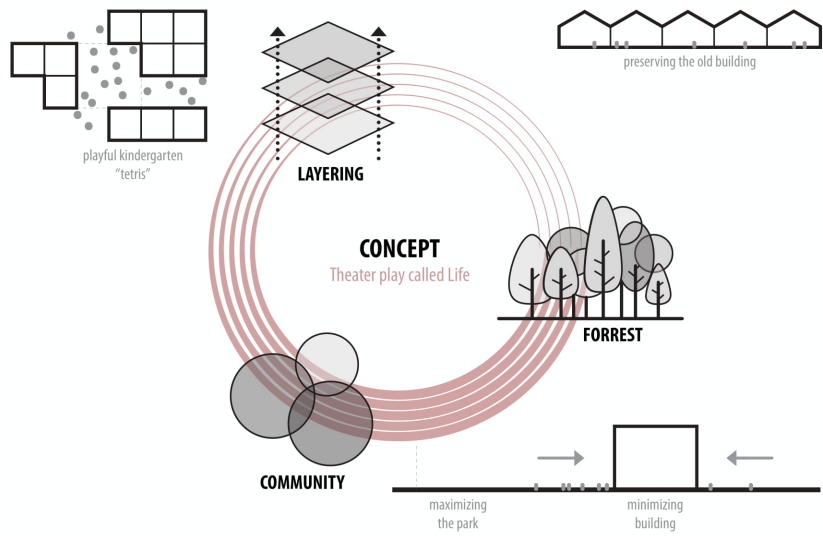 preserving the old building
playful kindergarten
"tetris"
LAYERING
CONCEPT
Theater play called Life
FORREST
COMMUNITY
maximizing
the park
minimizing
building